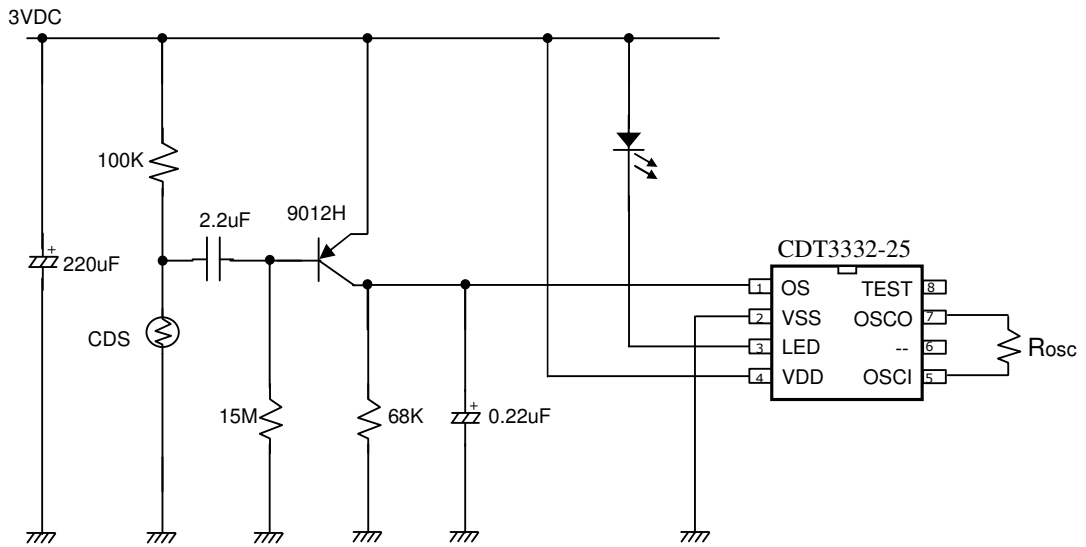 3VDC
100K
2.2uF
9012H
220uF
CDS
15M
68K
0.22uF
CDT3332-25
1 OS TEST 8
2 VSS OSCO 7
3 LED -- 6
4 VDD OSCI 5
Rosc
+
+